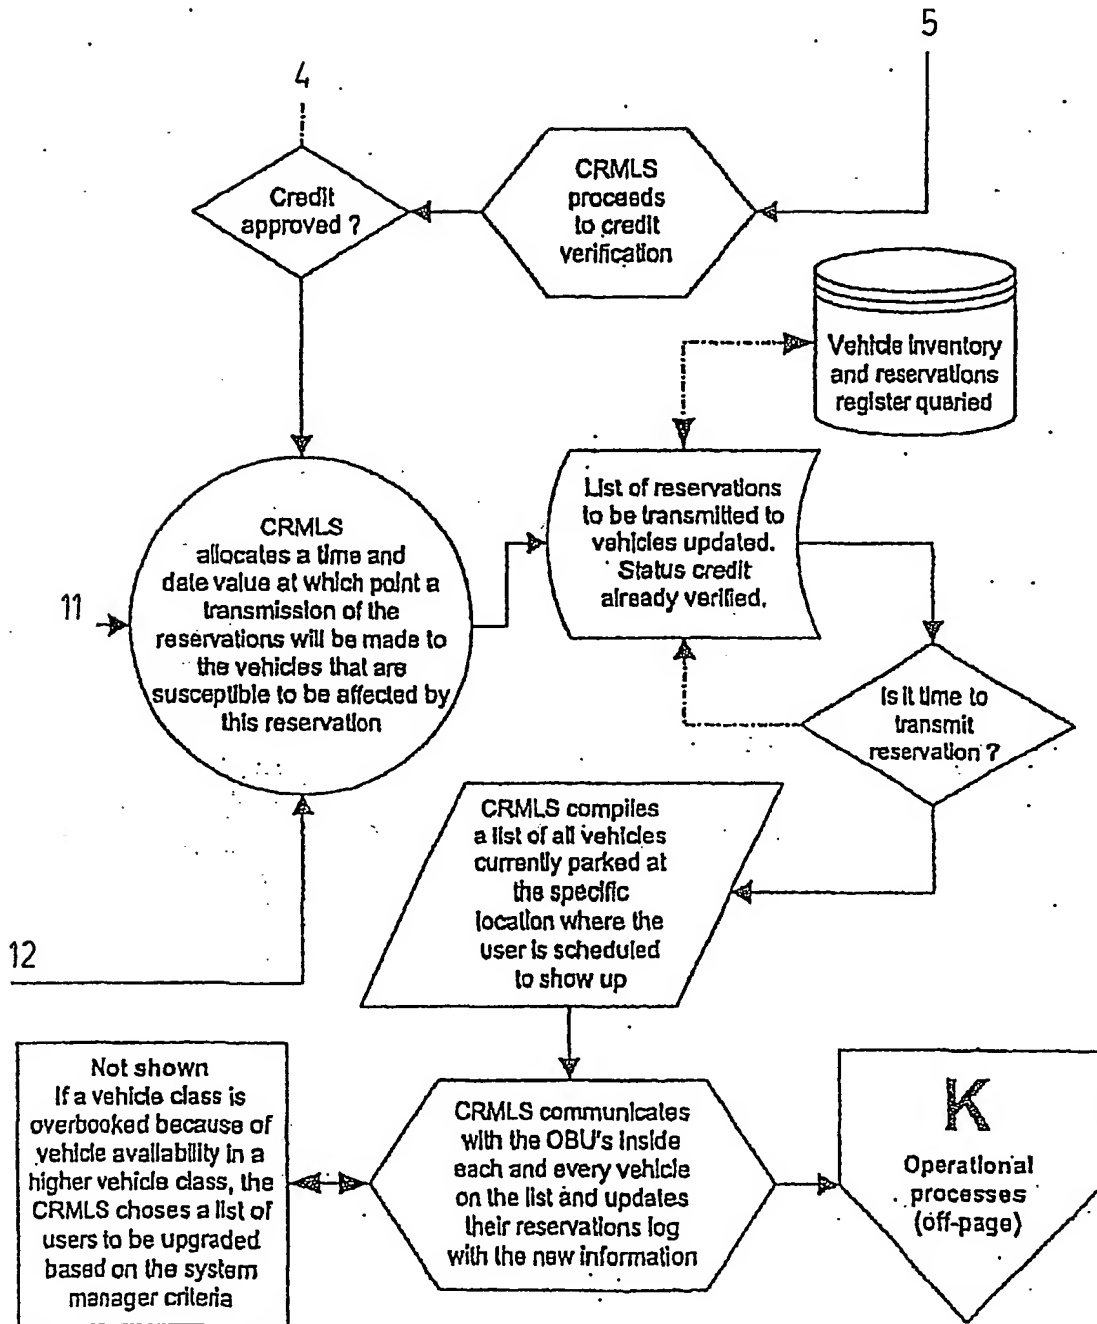 5
4
CRMLS
proceeds
to credit
verification
Credit
approved ?
Vehicle inventory
and reservations
register quaried
List of reservations
to be transmitted to
vehicles updated.
Status credit
already verified.
CRMLS
allocates a time and
date value at which point a
transmission of the
reservations will be made to
the vehicles that are
susceptible to be affected by
this reservation
11
Is it time to
transmit
reservation ?
CRMLS compiles
a list of all vehicles
currently parked at
the specific
location where the
user is scheduled
to show up
12
Not shown
If a vehicle class is
overbooked because of
vehicle availability in a
higher vehicle class, the
CRMLS choses a list of
users to be upgraded
based on the system
manager criteria
CRMLS communicates
with the OBU's inside
each and every vehicle
on the list and updates
their reservations log
with the new information
K
Operational
processes
(off-page)